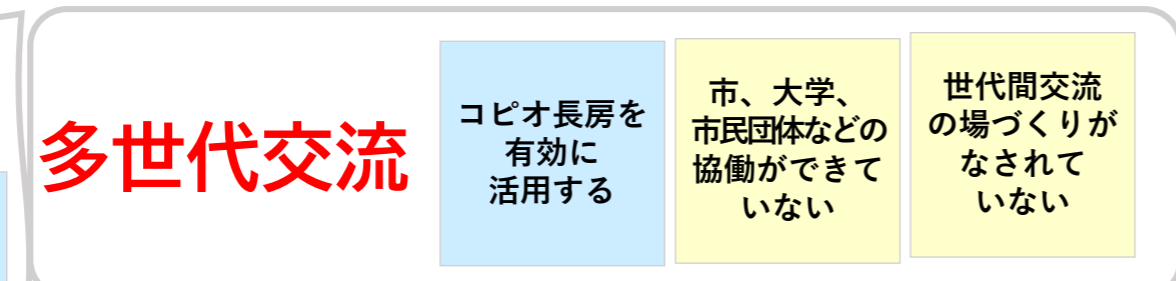 多世代交流
コピオ長房を
有効に
活用する
市、大学、
市民団体などの
協働ができて
いない
世代間交流
の場づくりが
なされて
いない